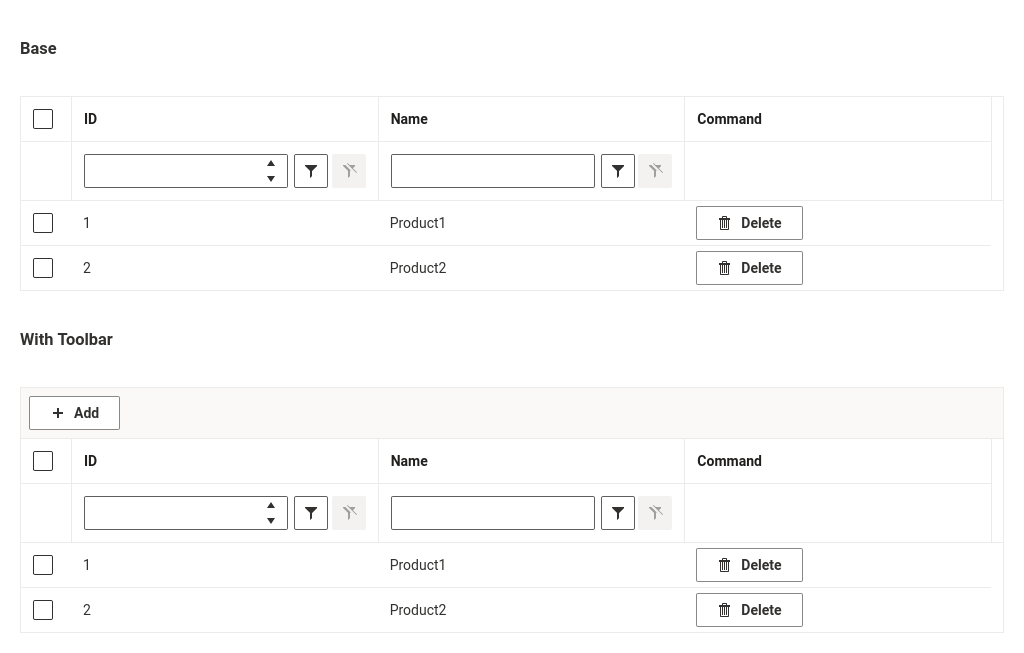 Base
ID Name Command
1 Product1 Delete
2 Product2 Delete
With Toolbar
Add
ID Name Command
1 Product1 Delete
2 Product2 Delete